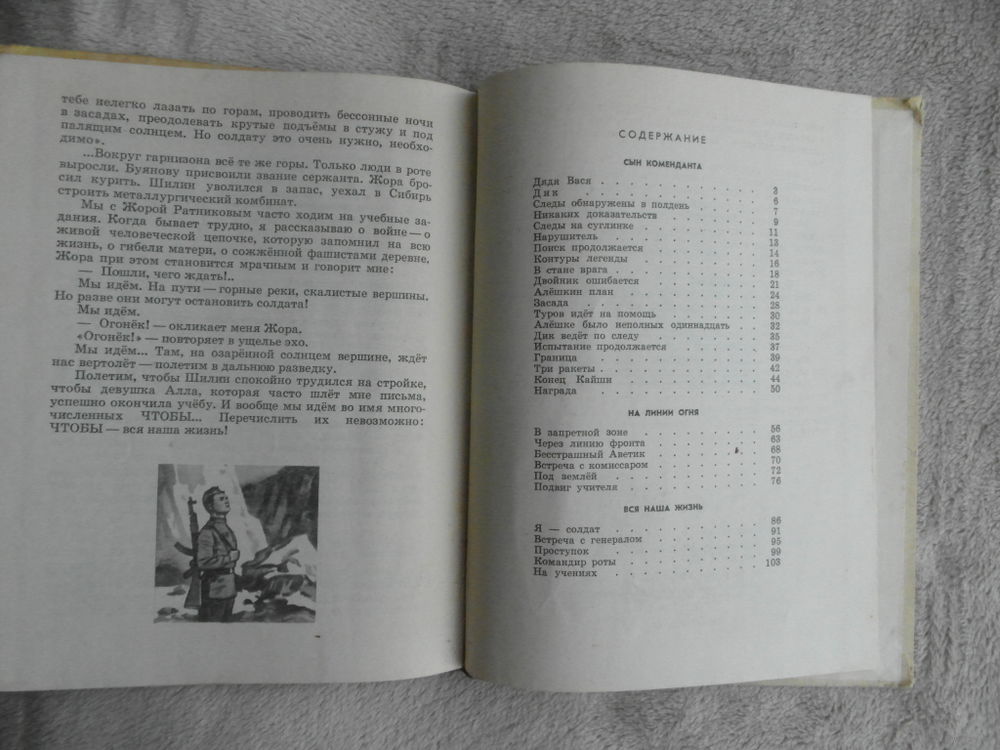 тебе нелегко лазать по горам, проводить бессонные ночи
в засадах, преодолевать крутые подъёмы в стужу и под
палящим солнцем. Но солдату это очень нужно, необхо-
димо».
...Вокруг гарнизона всё те же горы. Только люди в роте
выросли. Буянову присвоили звание сержанта. Жора бро-
сил курить. Шилин уволился в запас, уехал в Сибирь
строить металлургический комбинат.
Мы с Жорой Ратниковым часто ходим на учебные за-
дания. Когда бывает трудно, я рассказываю о войне — о
живой человеческой цепочке, которую запомнил на всю
жизнь, о гибели матери, о сожжённой фашистами деревне.
Жора при этом становится мрачным и говорит мне:
— Пошли, чего ждать!..
Мы идём. На пути — горные реки, скалистые вершины.
Но разве они могут остановить солдата!
Мы идём.
— Огонёк! — окликает меня Жора.
«Огонёк!» — повторяет в ущелье эхо.
Мы идём... Там, на озарённой солнцем вершине, ждёт
нас вертолёт — полетим в дальнюю разведку.
Полетим, чтобы Шилин спокойно трудился на стройке,
чтобы девушка Алла, которая часто шлёт мне письма,
успешно окончила учёбу. И вообще мы идём во имя много-
численных ЧТОБЫ... Перечислить их невозможно:
ЧТОБЫ — вся наша жизнь!
СОДЕРЖАНИЕ
СЫН КОМЕНДАНТА
Дядя Вася . . . . . . . . . . 3
Дик . . . . . . . . . . 6
Следы обнаружены в полдень . . . . . 7
Никаких доказательств . . . . . . 9
Следы на суглинке . . . . . . . 11
Нарушитель . . . . . . . . 13
Поиск продолжается . . . . . . . 14
Контуры легенды . . . . . . . 16
В стане врага . . . . . . . . 18
Двойник ошибается . . . . . . . 21
Алёшкин план . . . . . . . . 24
Засада . . . . . . . . . . 28
Туров идёт на помощь . . . . . . 30
Алёшке было неполных одиннадцать . . 32
Дик ведёт по следу . . . . . . . 35
Испытание продолжается . . . . . . 37
Граница . . . . . . . . . 39
Три ракеты . . . . . . . . . 42
Конец Кайши . . . . . . . . 44
Награда . . . . . . . . . 50
НА ЛИНИИ ОГНЯ
В запретной зоне . . . . . . . . 56
Через линию фронта . . . . . . . 63
Бесстрашный Аветик . . . . . . . 68
Встреча с комиссаром . . . . . . 70
Под землёй . . . . . . . . . 72
Подвиг учителя . . . . . . . . 76
ВСЯ НАША ЖИЗНЬ
Я — солдат . . . . . . . . . 86
Встреча с генералом . . . . . . . 91
Проступок . . . . . . . . . 95
Командир роты . . . . . . . . 99
На учениях . . . . . . . . . 103